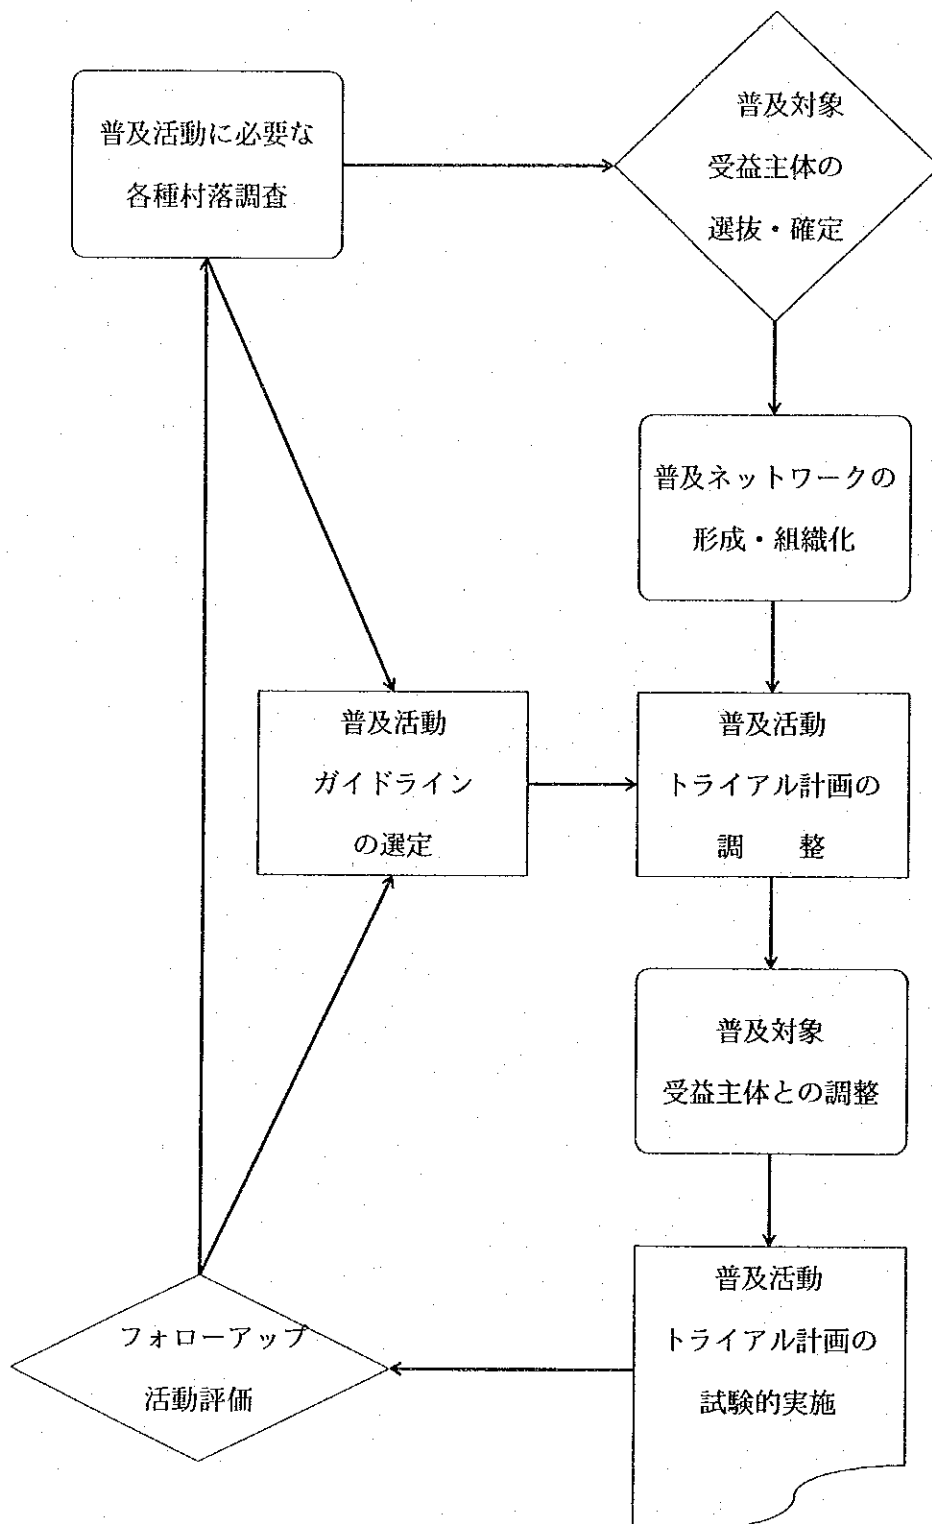 普及活動に必要な
各種村落調査
普及対象
受益主体の
選抜・確定
普及ネットワークの
形成・組織化
普及活動
ガイドライン
の選定
普及活動
トライアル計画の
調　　整
普及対象
受益主体との調整
普及活動
トライアル計画の
試験的実施
フォローアップ
活動評価